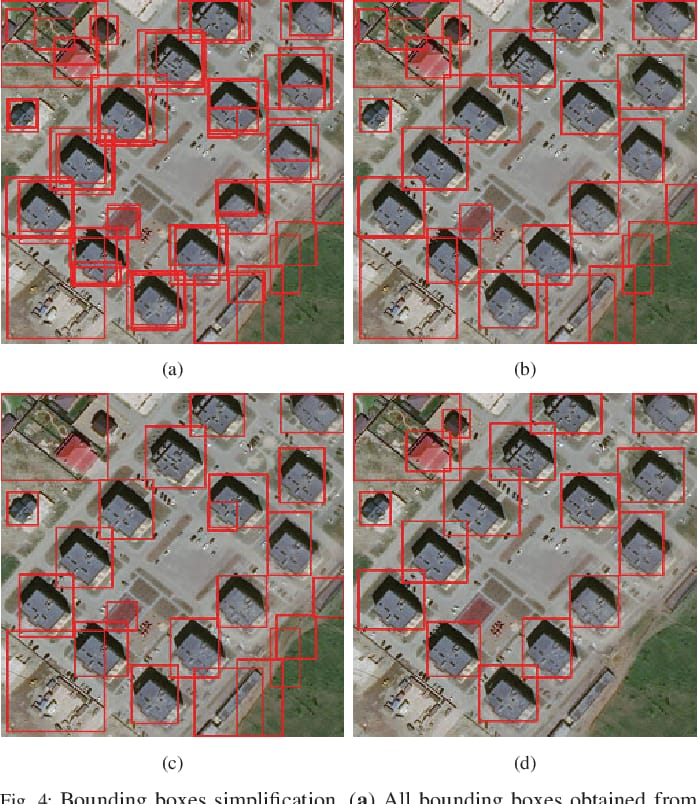 (a) (b)
(c) (d)
Fig. 4: Bounding boxes simplification. (a) All bounding boxes obtained from